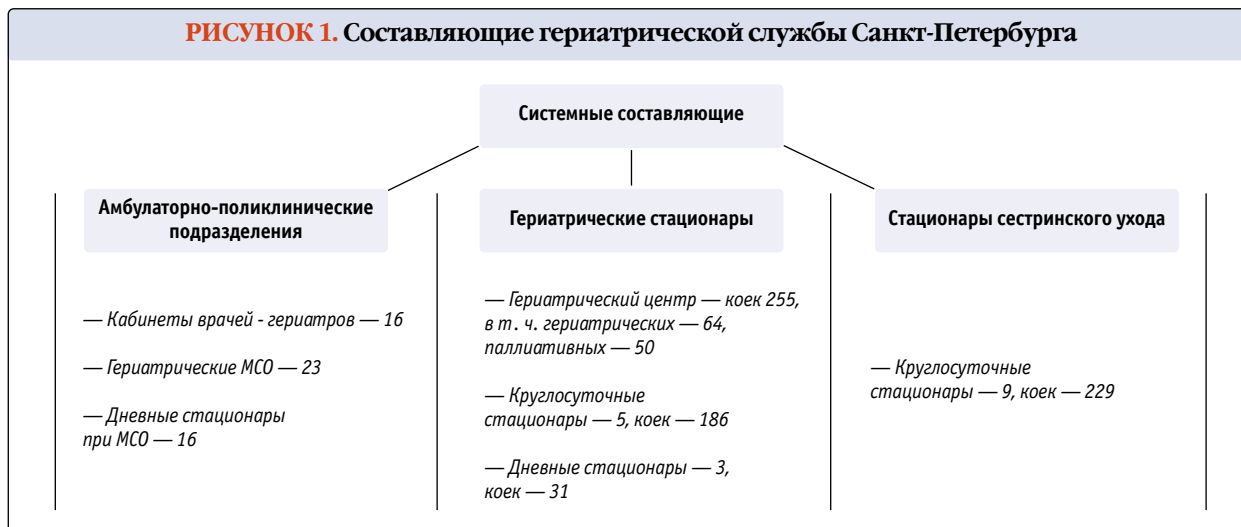 РИСУНОК 1. Составляющие гериатрической службы Санкт-Петербурга
Системные составляющие
Амбулаторно-поликлинические
подразделения
— Кабинеты врачей - гериатров — 16
— Гериатрические МСО — 23
— Дневные стационары
при МСО — 16
Гериатрические стационары
— Гериатрический центр — коек 255,
в т. ч. гериатрических — 64,
паллиативных — 50
— Круглосуточные
стационары — 5, коек — 186
— Дневные стационары — 3,
коек — 31
Стационары сестринского ухода
— Круглосуточные
стационары — 9, коек — 229